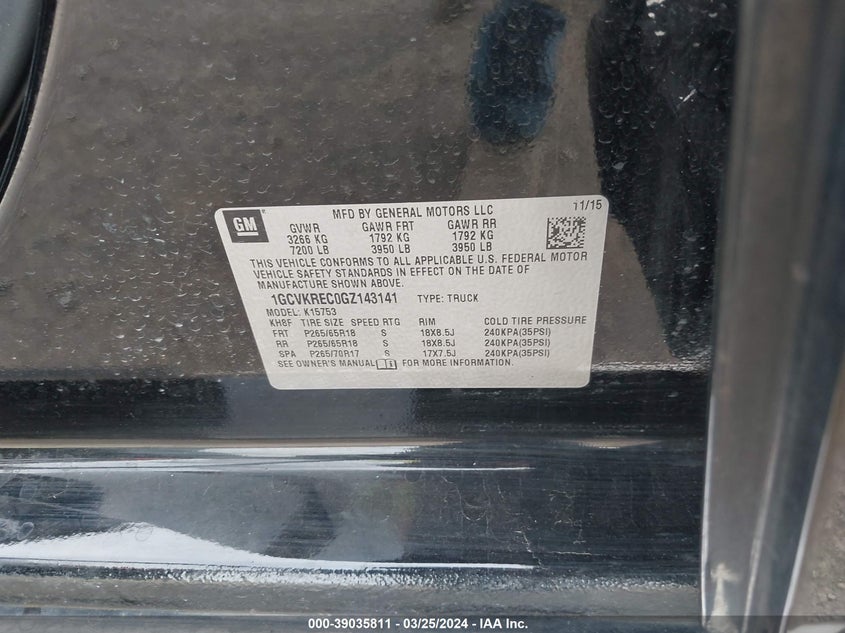 GM
MFD BY GENERAL MOTORS LLC 11/15
GVWR GAWR FRT GAWR RR
3266 KG 1792 KG 1792 KG
7200 LB 3950 LB 3950 LB
THIS VEHICLE CONFORMS TO ALL APPLICABLE U.S. FEDERAL MOTOR
VEHICLE SAFETY STANDARDS IN EFFECT ON THE DATE OF
MANUFACTURE SHOWN ABOVE.
1GCVKREC0GZ143141 TYPE: TRUCK
MODEL: K15753
KH8F TIRE SIZE SPEED RTG RIM COLD TIRE PRESSURE
FRT P265/65R18 S 18X8.5J 240KPA(35PSI)
RR P265/65R18 S 18X8.5J 240KPA(35PSI)
SPA P265/70R17 S 17X7.5J 240KPA(35PSI)
SEE OWNER'S MANUAL FOR MORE INFORMATION.
000-39035811 - 03/25/2024 - IAA Inc.